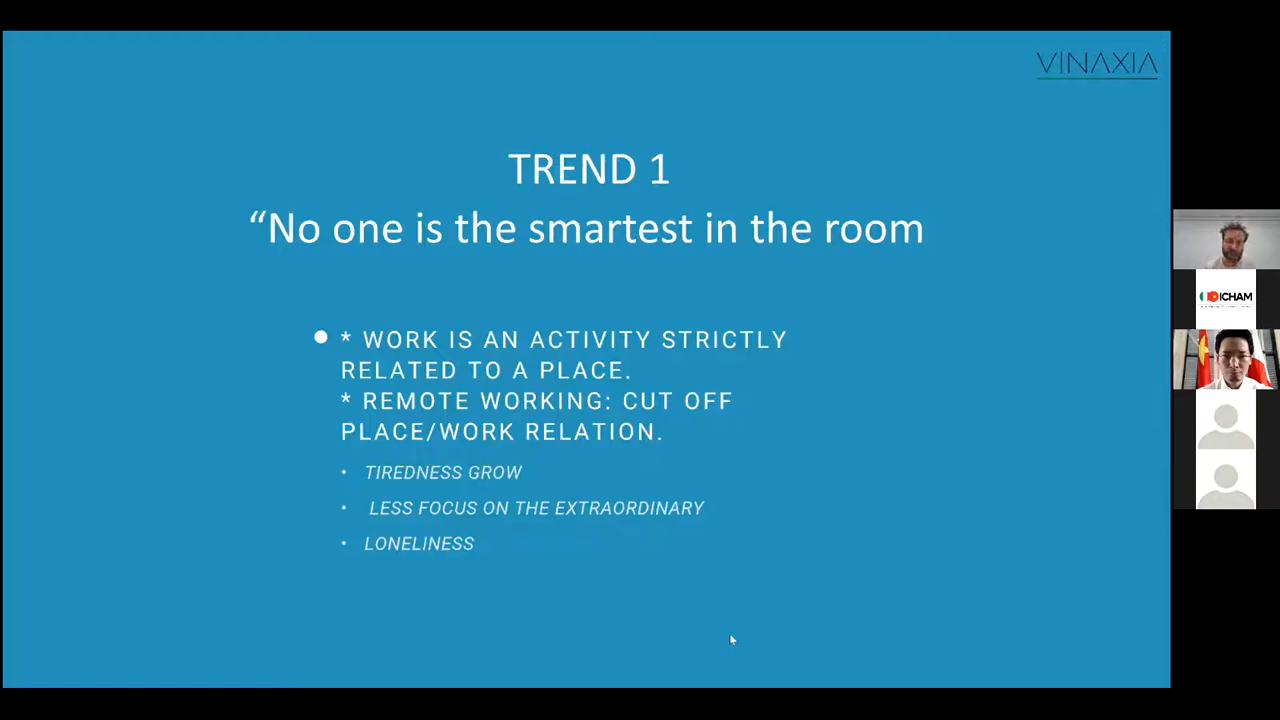 VINAXIA
TREND 1
“No one is the smartest in the room
* WORK IS AN ACTIVITY STRICTLY
RELATED TO A PLACE.
* REMOTE WORKING: CUT OFF
PLACE/WORK RELATION.
• TIREDNESS GROW
• LESS FOCUS ON THE EXTRAORDINARY
• LONELINESS
ICHAM